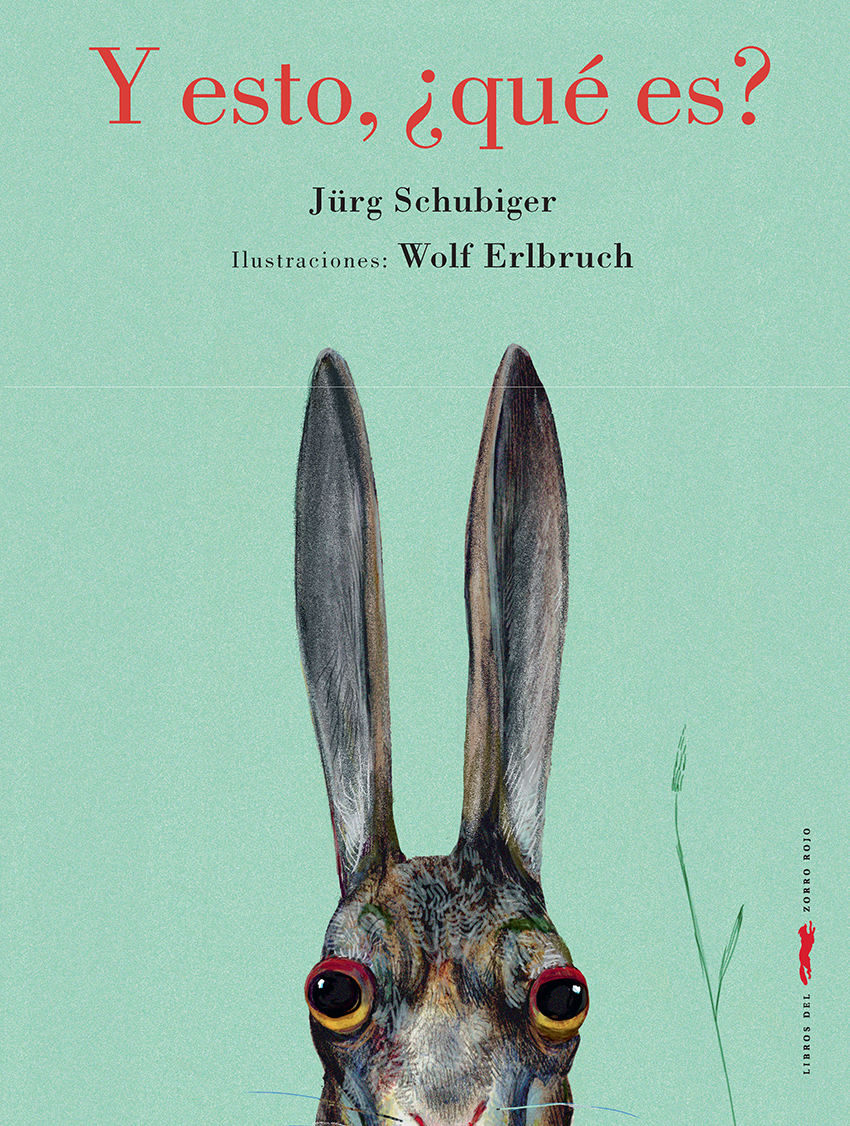 Y esto, ¿qué es?
Jürg Schubiger
Ilustraciones: Wolf Erlbruch
LIBROS DEL ZORRO ROJO